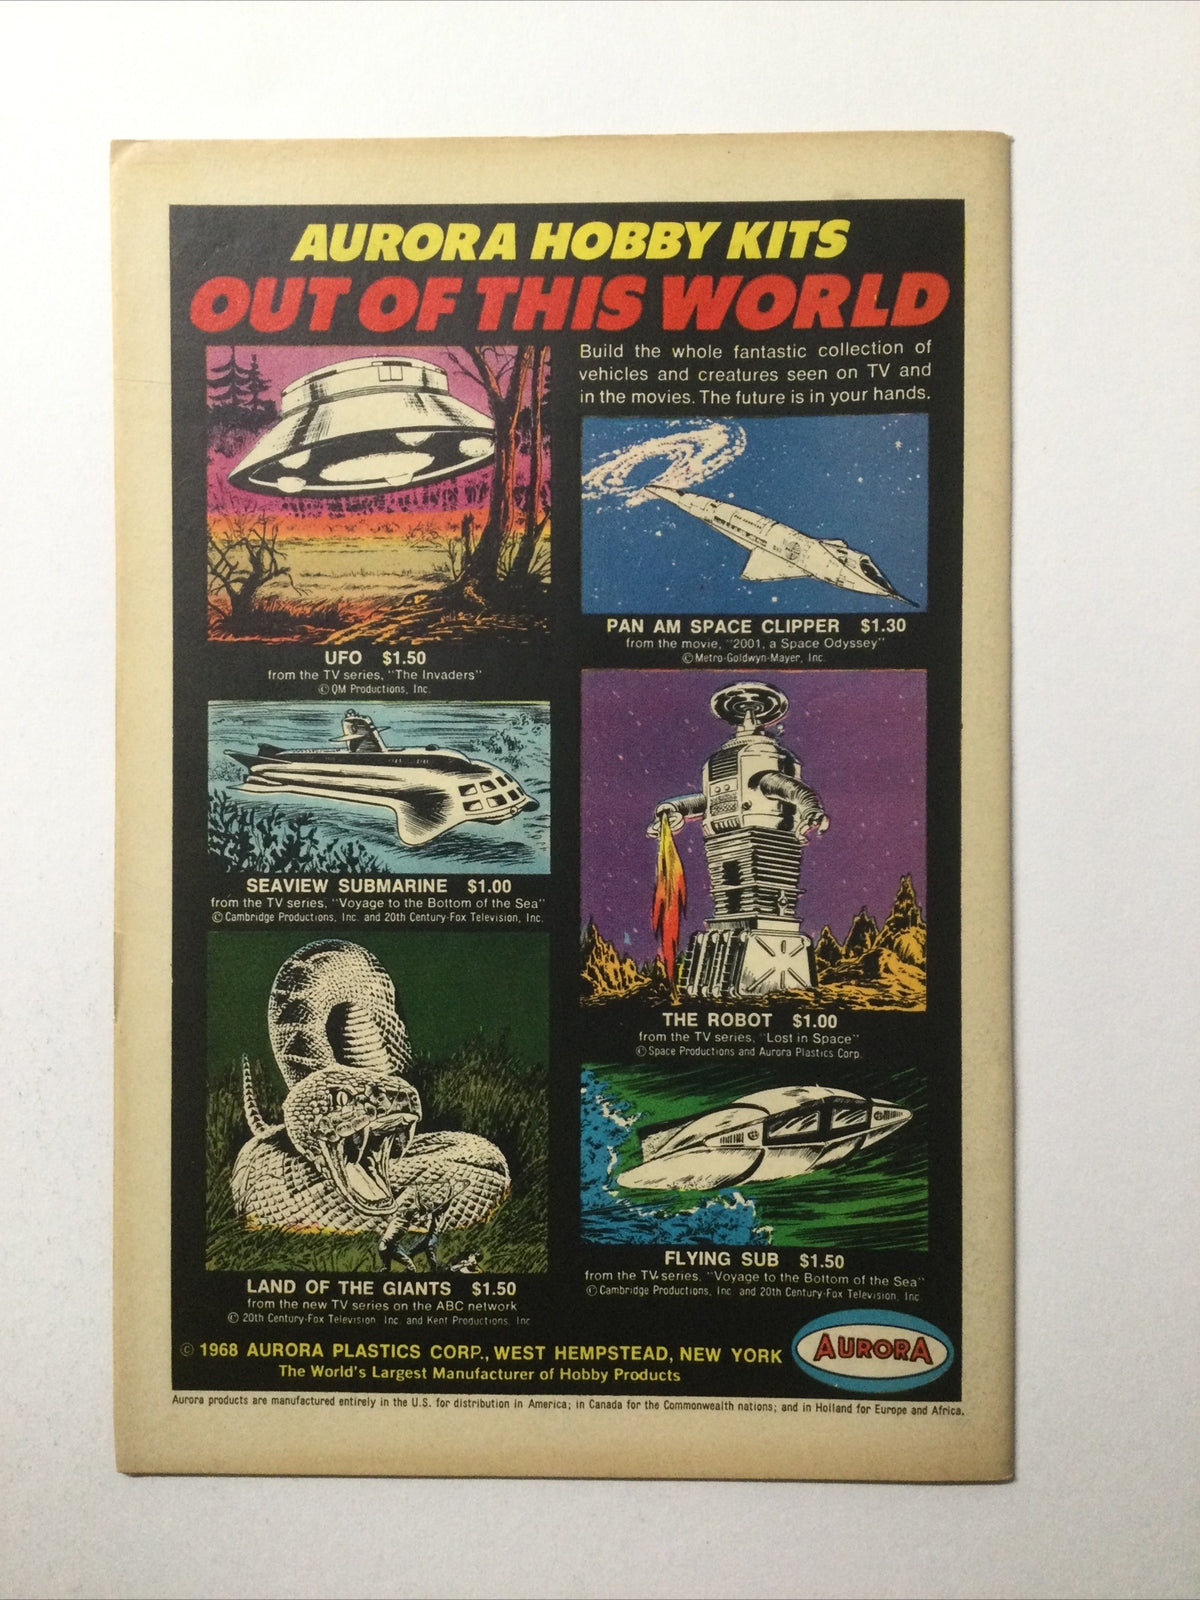 AURORA HOBBY KITS
OUT OF THIS WORLD
Build the whole fantastic collection of
vehicles and creatures seen on TV and
in the movies. The future is in your hands.
UFO $1.50
from the TV series, "The Invaders"
© QM Productions, Inc.
PAN AM SPACE CLIPPER $1.30
from the movie, "2001, a Space Odyssey"
© Metro-Goldwyn-Mayer, Inc.
SEAVIEW SUBMARINE $1.00
from the TV series, "Voyage to the Bottom of the Sea"
© Cambridge Productions, Inc. and 20th Century-Fox Television, Inc.
THE ROBOT $1.00
from the TV series, "Lost in Space"
© Space Productions and Aurora Plastics Corp.
LAND OF THE GIANTS $1.50
from the new TV series on the ABC network
© 20th Century-Fox Television, Inc. and Kent Productions, Inc
FLYING SUB $1.50
from the TV series, "Voyage to the Bottom of the Sea"
© Cambridge Productions, Inc. and 20th Century-Fox Television, Inc.
© 1968 AURORA PLASTICS CORP., WEST HEMPSTEAD, NEW YORK
The World's Largest Manufacturer of Hobby Products
AURORA
Aurora products are manufactured entirely in the U.S. for distribution in America; in Canada for the Commonwealth nations; and in Holland for Europe and Africa.